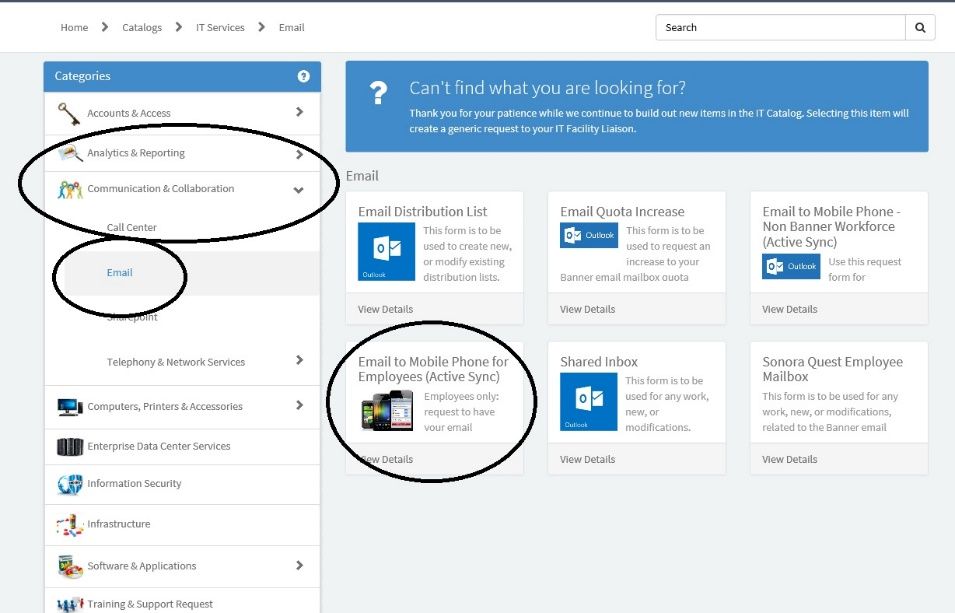 Home > Catalogs > IT Services > Email
Search
Categories
?
Accounts & Access
Analytics & Reporting
Communication & Collaboration
Call Center
Email
Sharepoint
Telephony & Network Services
Computers, Printers & Accessories
Enterprise Data Center Services
Information Security
Infrastructure
Software & Applications
Training & Support Request
?
Can't find what you are looking for?
Thank you for your patience while we continue to build out new items in the IT Catalog. Selecting this item will
create a generic request to your IT Facility Liaison.
Email
Email Distribution List
Outlook
This form is to be
used to create new,
or modify existing
distribution lists.
View Details
Email Quota Increase
Outlook
This form is to be
used to request an
increase to your
Banner email mailbox quota
View Details
Email to Mobile Phone -
Non Banner Workforce
(Active Sync)
Outlook
Use this request
form for
View Details
Email to Mobile Phone for
Employees (Active Sync)
Employees only:
request to have
your email
View Details
Shared Inbox
Outlook
This form is to be
used for any work,
new, or
modifications.
View Details
Sonora Quest Employee
Mailbox
This form is to be used for any
work, new, or modifications,
related to the Banner email
View Details